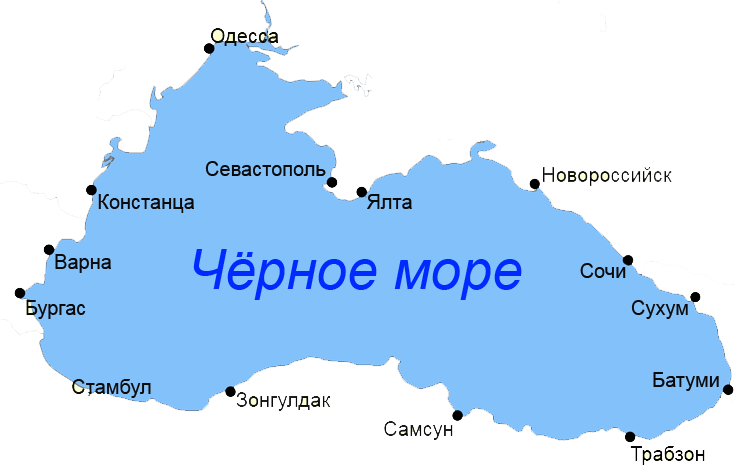 Одесса
Севастополь
Новороссийск
Констанца
Ялта
Варна
Чёрное море
Сочи
Бургас
Сухум
Стамбул
Батуми
Зонгулдак
Самсун
Трабзон